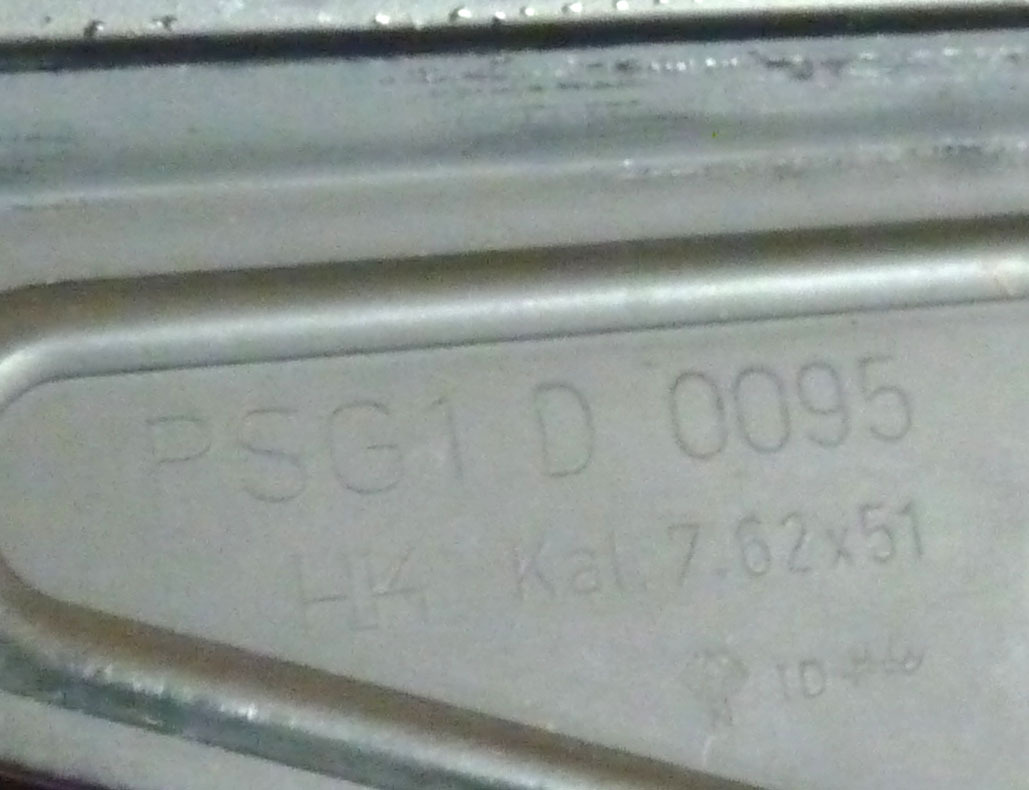 PSG1 D 0095
HK Kal. 7.62x51